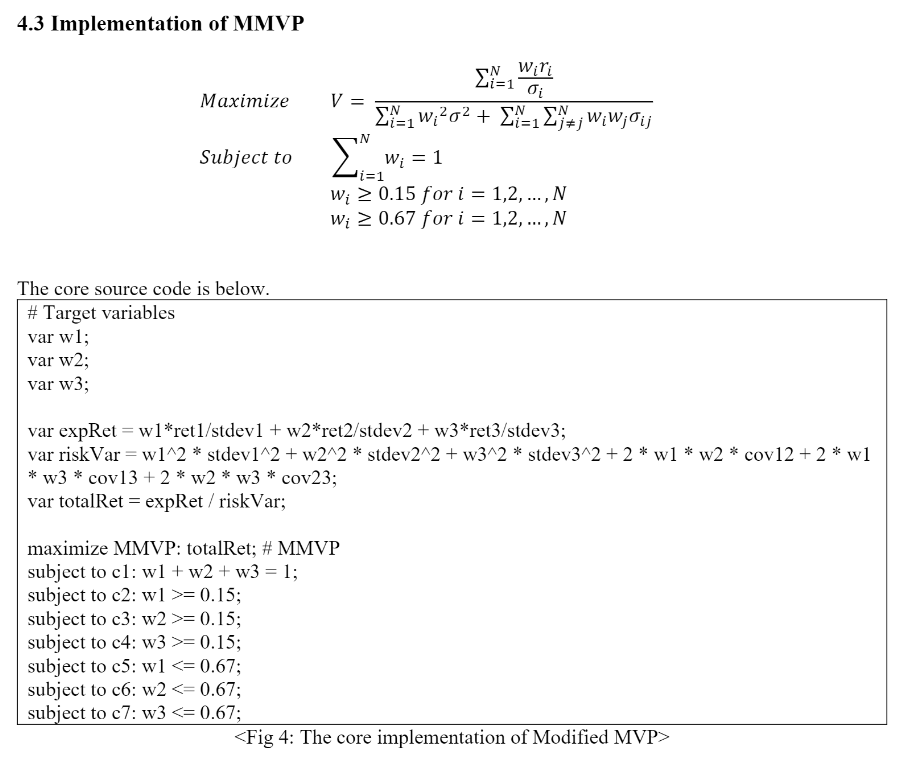 4.3 Implementation of MMVP
Maximize V = \frac{\sum_{i=1}^{N} \frac{w_i r_i}{\sigma_i}}{\sum_{i=1}^{N} w_i^2 \sigma^2 + \sum_{i=1}^{N} \sum_{j \neq j}^{N} w_i w_j \sigma_{ij}}
Subject to \sum_{i=1}^{N} w_i = 1
w_i ≥ 0.15 for i = 1,2, ..., N
w_i ≥ 0.67 for i = 1,2, ..., N
The core source code is below.
# Target variables
var w1;
var w2;
var w3;
var expRet = w1*ret1/stdev1 + w2*ret2/stdev2 + w3*ret3/stdev3;
var riskVar = w1^2 * stdev1^2 + w2^2 * stdev2^2 + w3^2 * stdev3^2 + 2 * w1 * w2 * cov12 + 2 * w1
* w3 * cov13 + 2 * w2 * w3 * cov23;
var totalRet = expRet / riskVar;
maximize MMVP: totalRet; # MMVP
subject to c1: w1 + w2 + w3 = 1;
subject to c2: w1 >= 0.15;
subject to c3: w2 >= 0.15;
subject to c4: w3 >= 0.15;
subject to c5: w1 <= 0.67;
subject to c6: w2 <= 0.67;
subject to c7: w3 <= 0.67;
<Fig 4: The core implementation of Modified MVP>